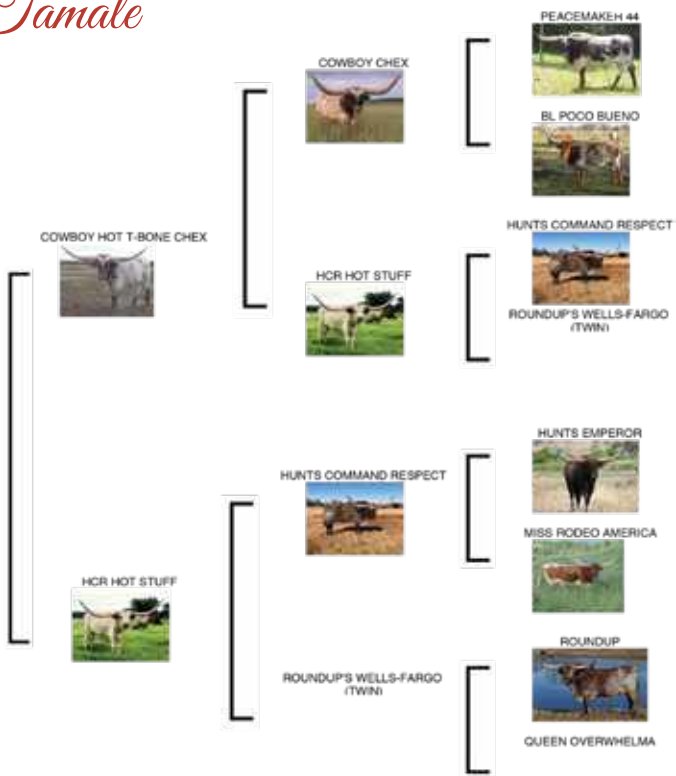 Tamale
PEACEMAKER 44
COWBOY CHEX
BL POCO BUENO
HUNTS COMMAND RESPECT
COWBOY HOT T-BONE CHEX
HCR HOT STUFF
ROUNDUP'S WELLS-FARGO
(TWIN)
HUNTS EMPEROR
HUNTS COMMAND RESPECT
MISS RODEO AMERICA
HCR HOT STUFF
ROUNDUP
ROUNDUP'S WELLS-FARGO
(TWIN)
QUEEN OVERWHELMA